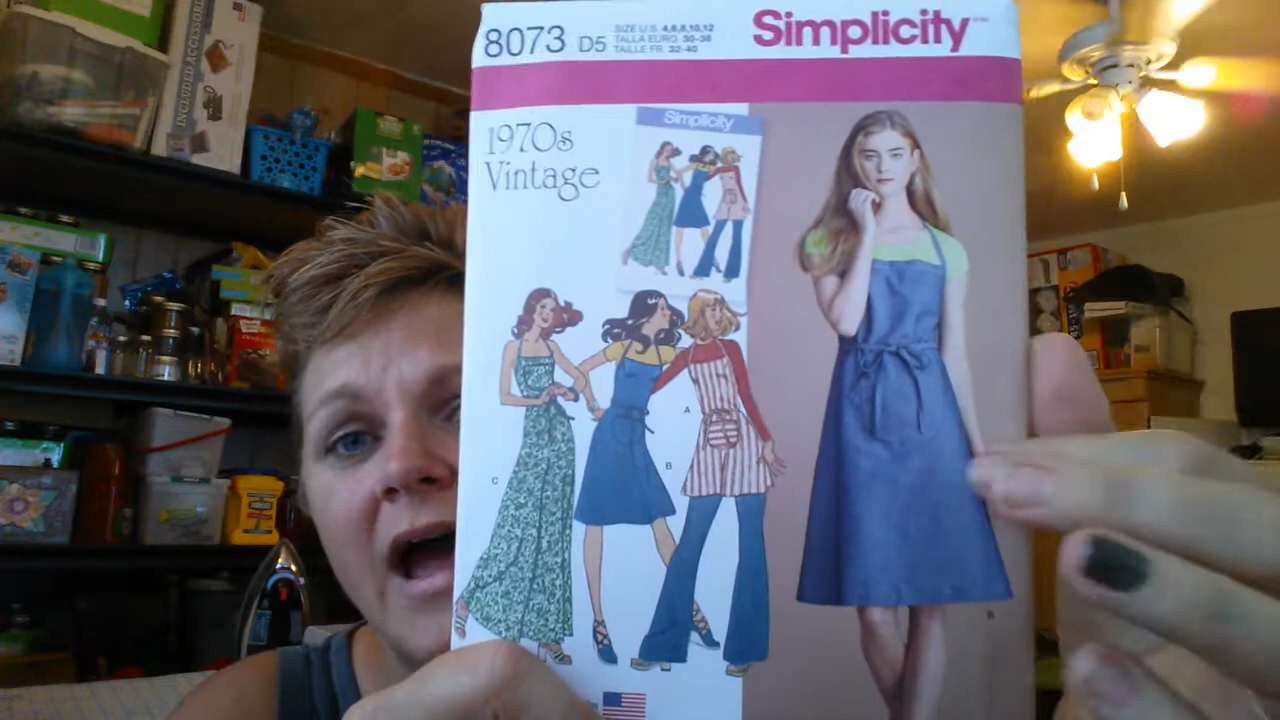 8073 D5
SIZE U.S. 4,6,8,10,12
TALLA EURO. 30-38
TAILLE FR. 32-40
Simplicity
1970s
Vintage
Simplicity
A
B
C
B
INCLUDED ACCESSORI